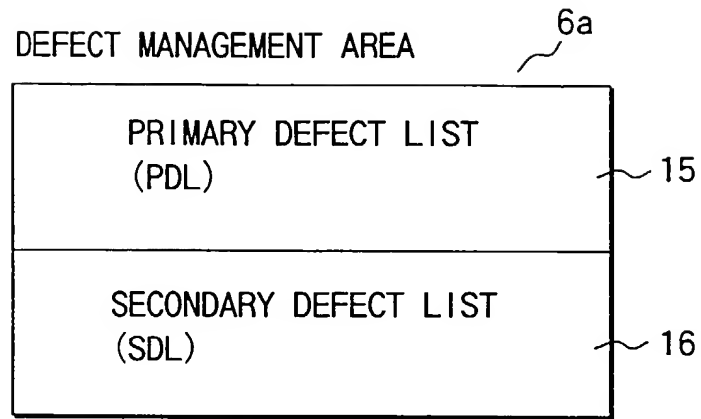 6a
DEFECT MANAGEMENT AREA
PRIMARY DEFECT LIST
(PDL)
15
SECONDARY DEFECT LIST
(SDL)
16